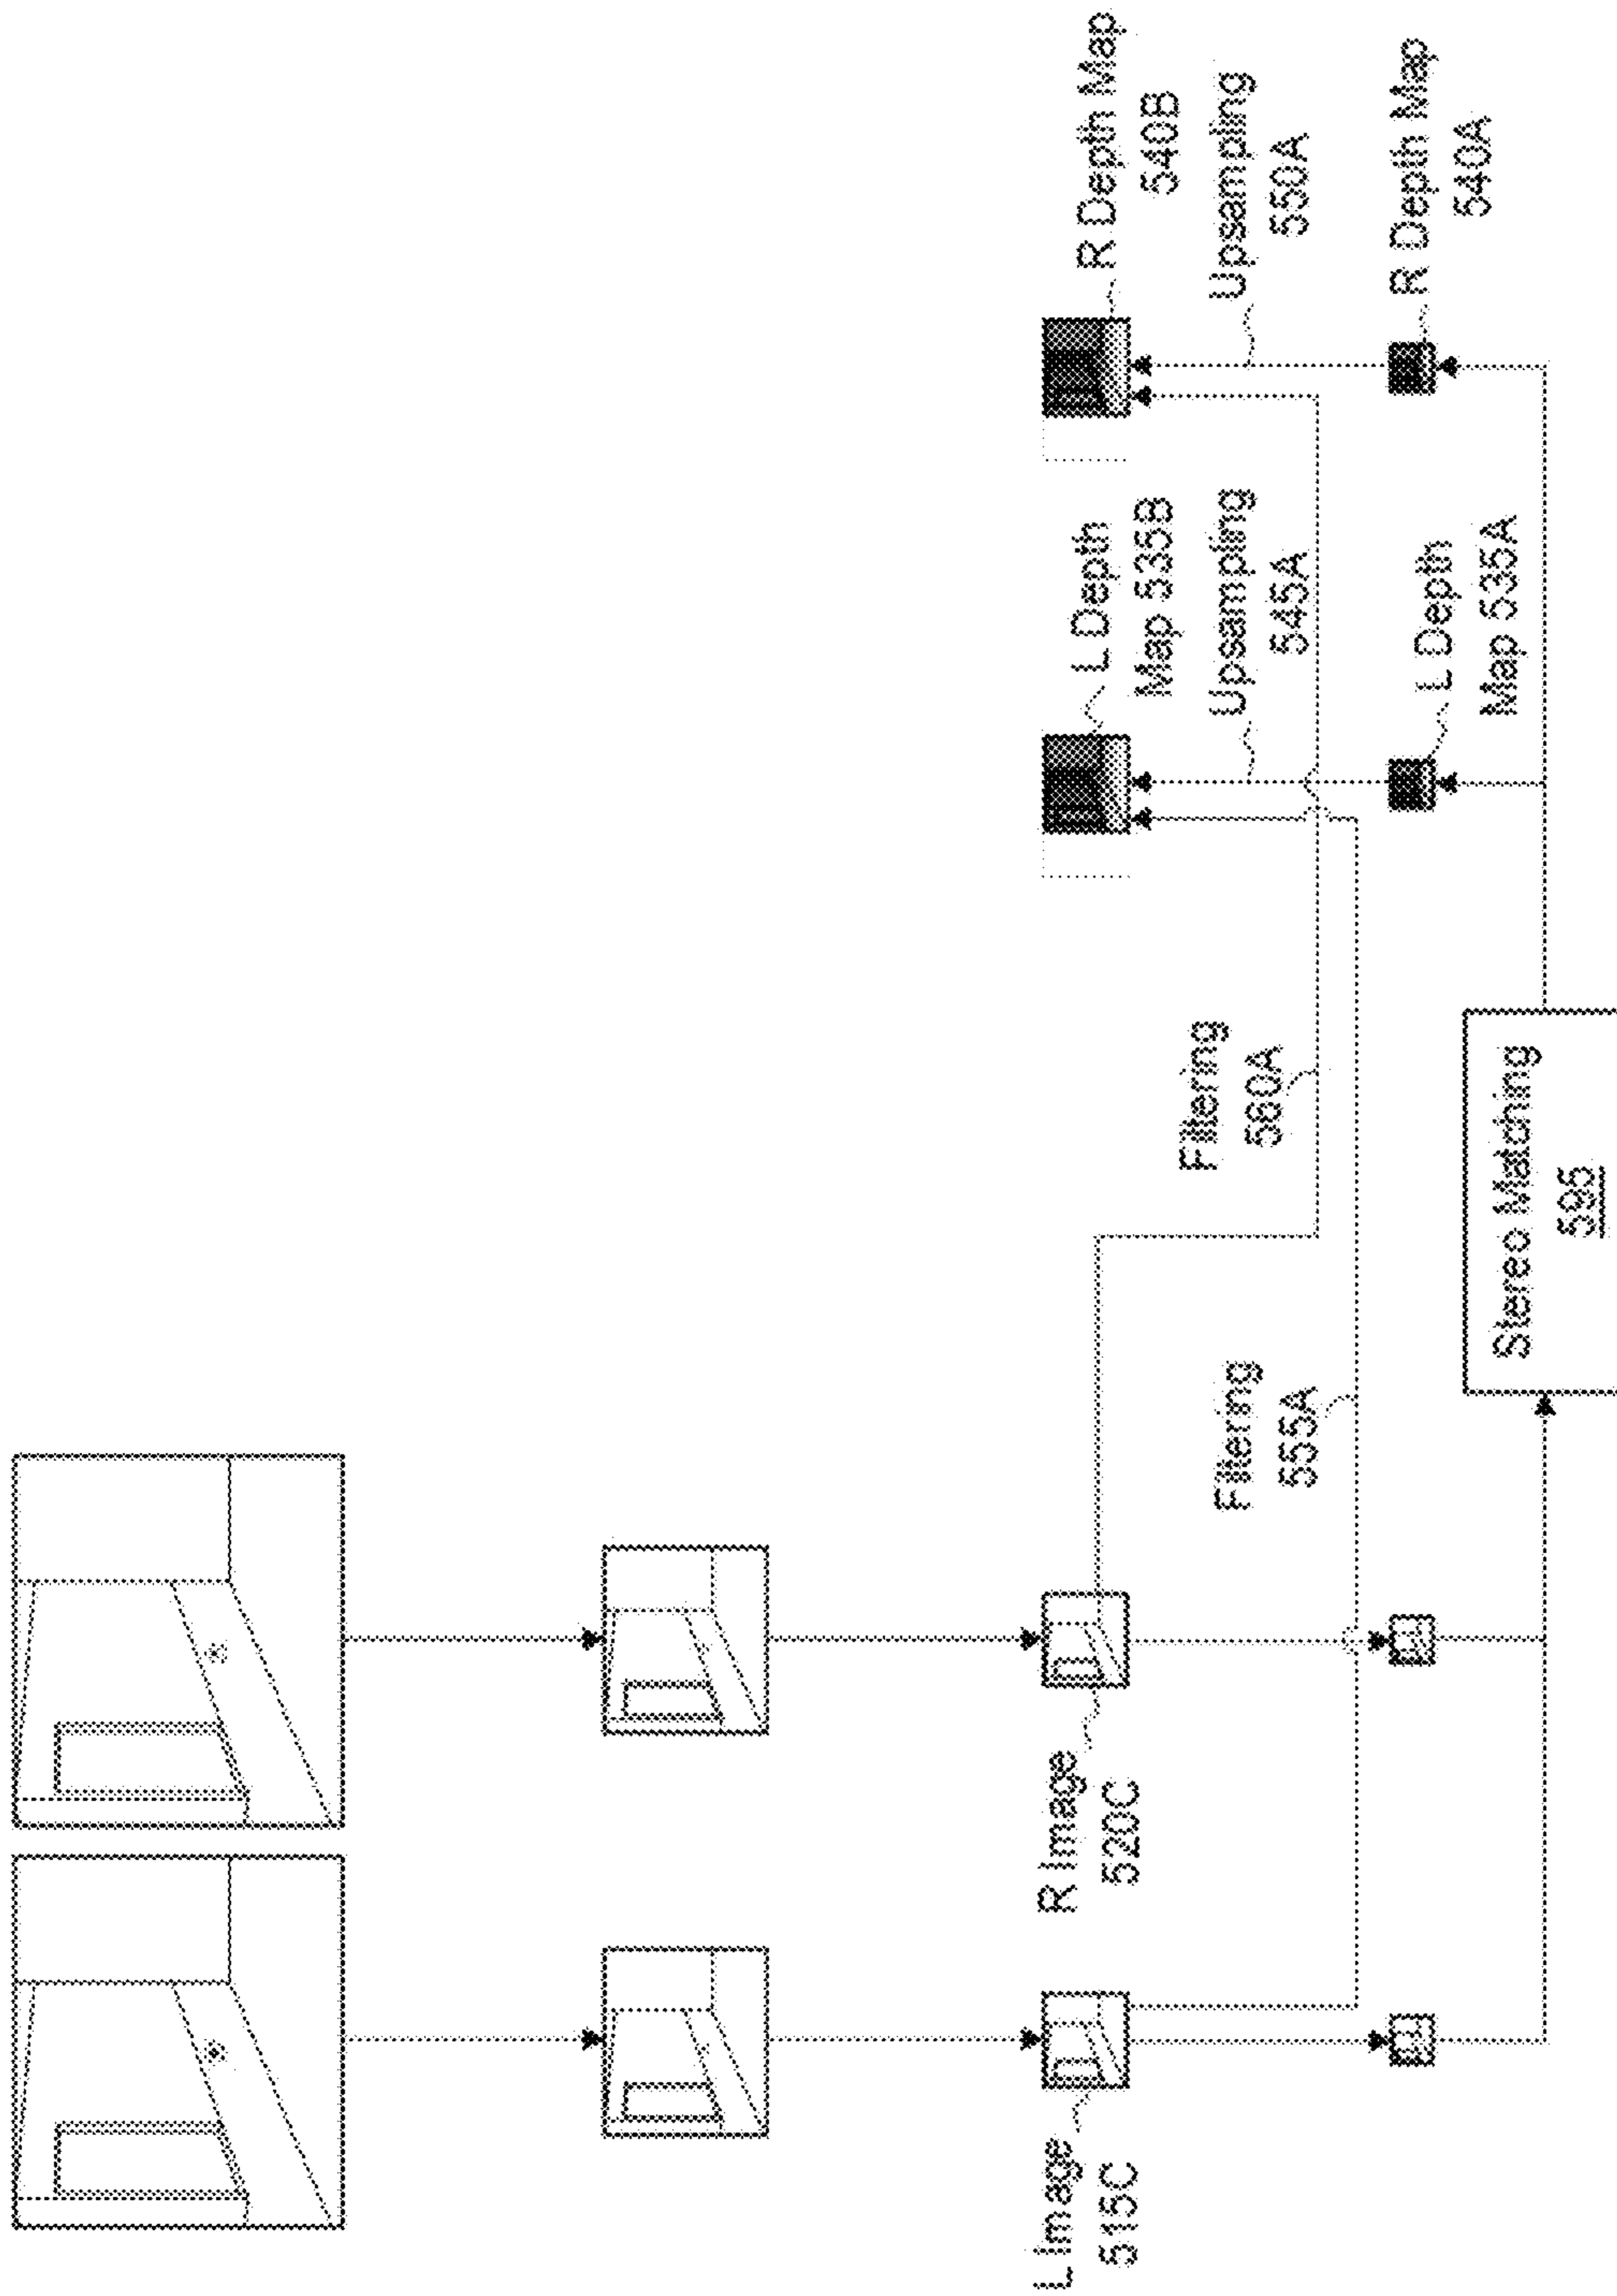 R Depth Map
540B
Upsampling
550A
R Depth Map
540A
L Depth
Map 535B
Upsampling
545A
L Depth
Map 535A
Filtering
560A
Filtering
555A
Stereo Matching
595
R Image
520C
L Image
515C